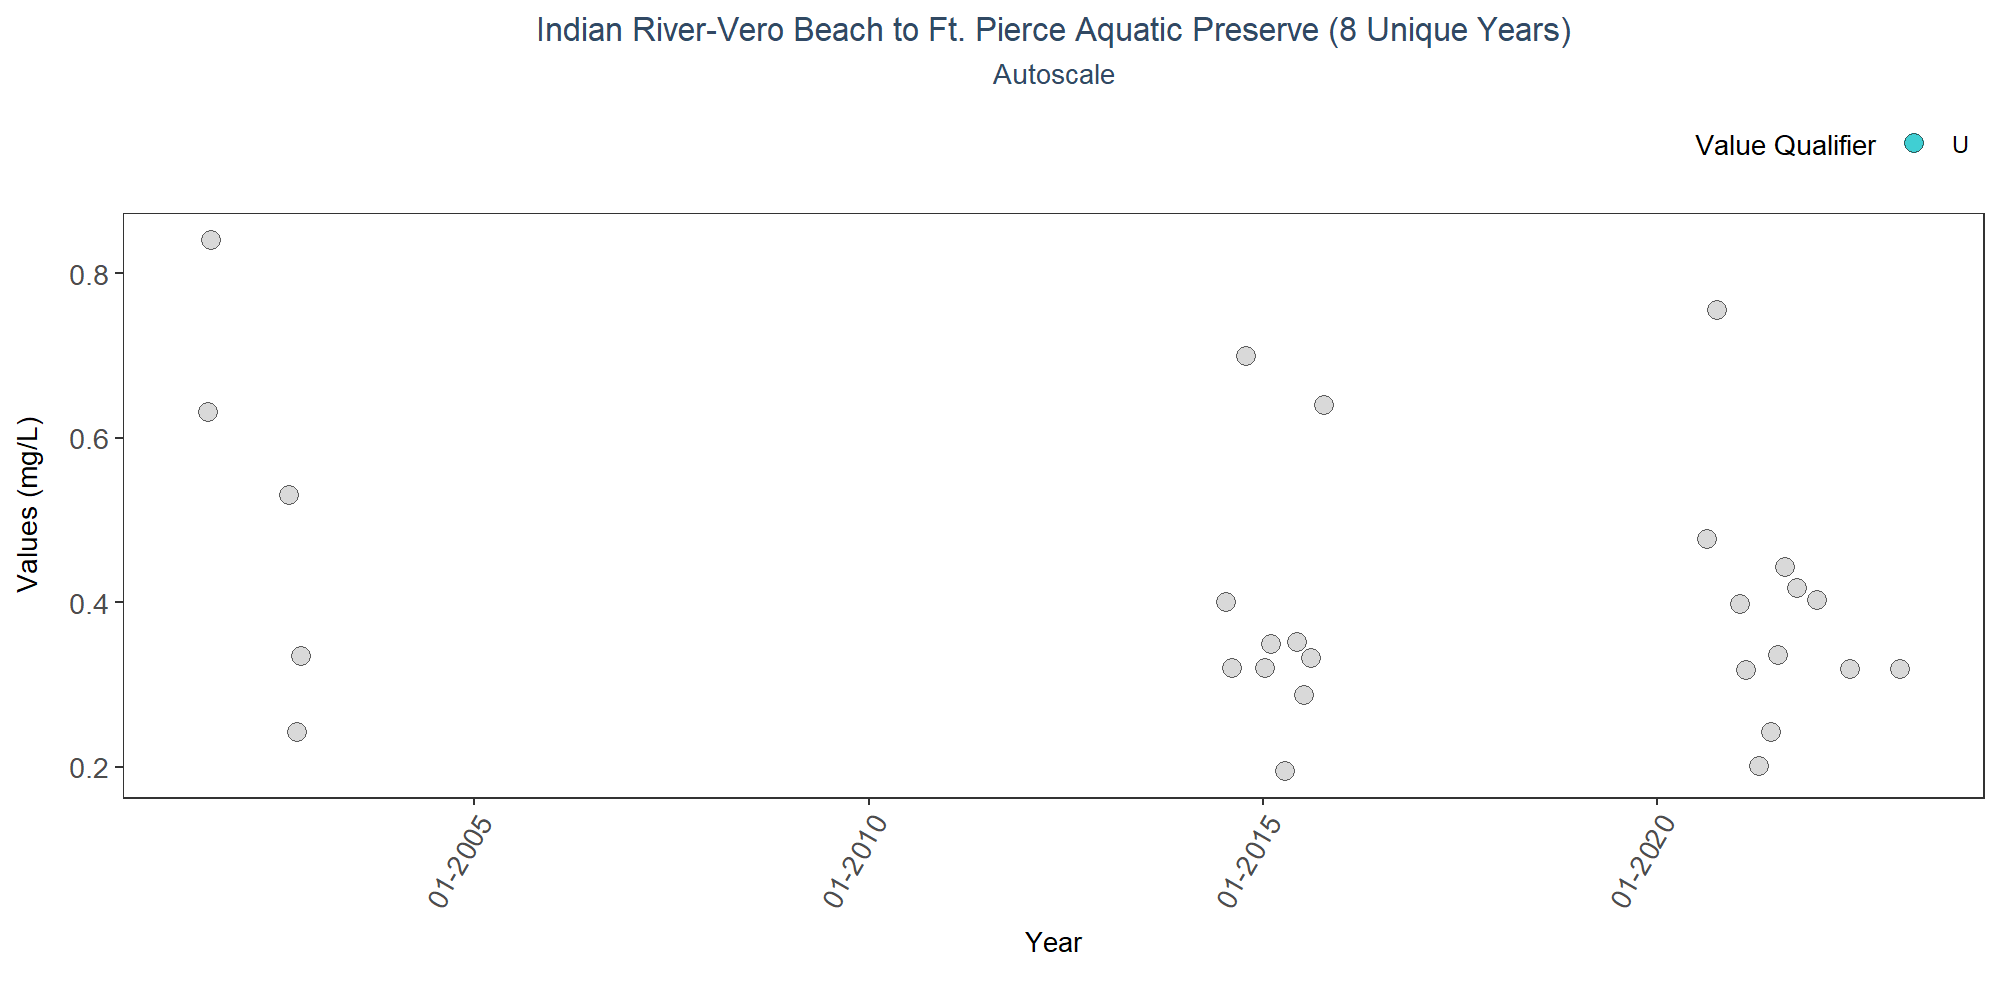 Indian River-Vero Beach to Ft. Pierce Aquatic Preserve (8 Unique Years)
Autoscale
Value Qualifier U
Values (mg/L)
0.8
0.6
0.4
0.2
01-2005
01-2010
01-2015
01-2020
Year